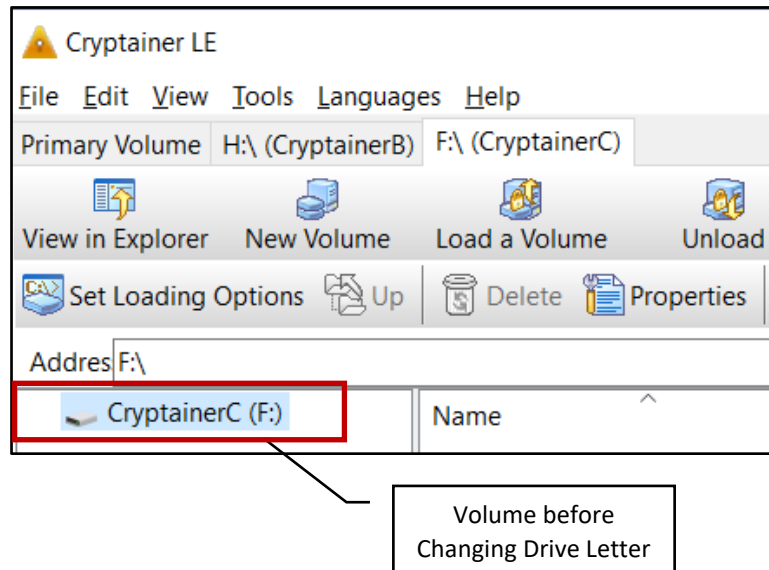 Cryptainer LE
File Edit View Tools Languages Help
Primary Volume H:\ (CryptainerB) F:\ (CryptainerC)
View in Explorer New Volume Load a Volume Unload
C:\> Set Loading Options Up Delete Properties
Addres F:\
CryptainerC (F:) Name
Volume before
Changing Drive Letter